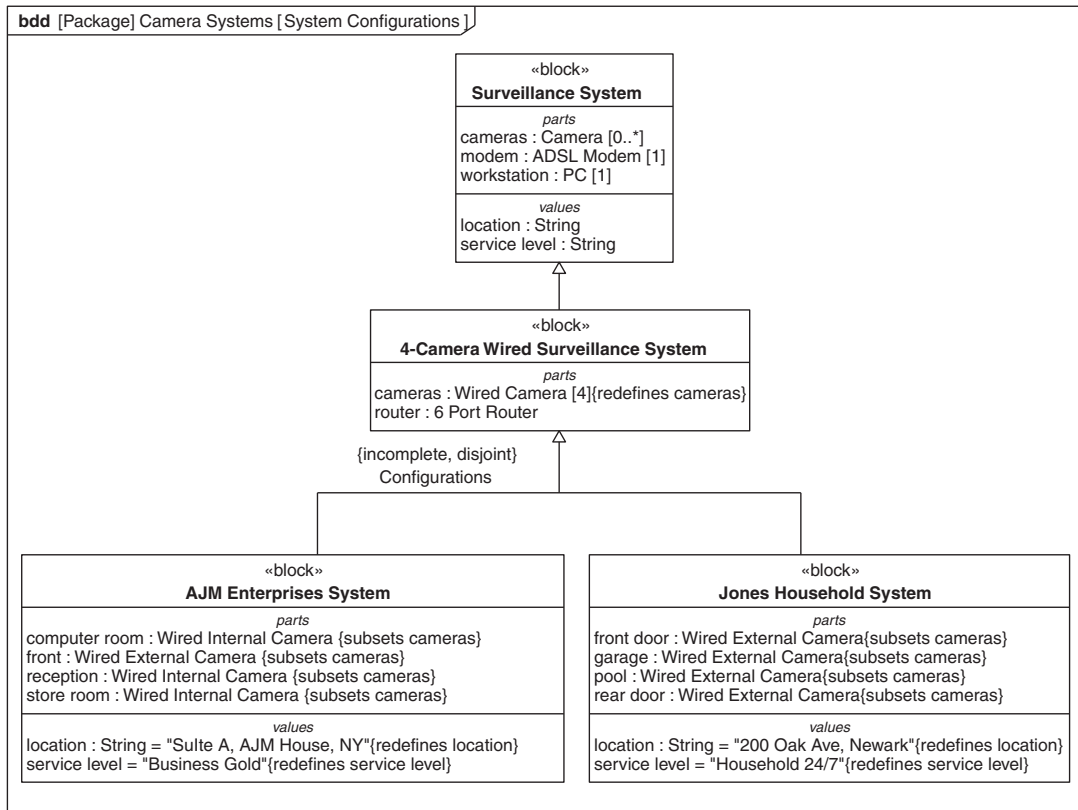 bdd [Package] Camera Systems [System Configurations]
«block»
Surveillance System
parts
cameras : Camera [0..*]
modem : ADSL Modem [1]
workstation : PC [1]
values
location : String
service level : String
«block»
4-Camera Wired Surveillance System
parts
cameras : Wired Camera [4]{redefines cameras}
router : 6 Port Router
{incomplete, disjoint}
Configurations
«block»
AJM Enterprises System
parts
computer room : Wired Internal Camera {subsets cameras}
front : Wired External Camera {subsets cameras}
reception : Wired Internal Camera {subsets cameras}
store room : Wired Internal Camera {subsets cameras}
values
location : String = "Sulte A, AJM House, NY"{redefines location}
service level = "Business Gold"{redefines service level}
«block»
Jones Household System
parts
front door : Wired External Camera{subsets cameras}
garage : Wired External Camera{subsets cameras}
pool : Wired External Camera{subsets cameras}
rear door : Wired External Camera{subsets cameras}
values
location : String = "200 Oak Ave, Newark"{redefines location}
service level = "Household 24/7"{redefines service level}